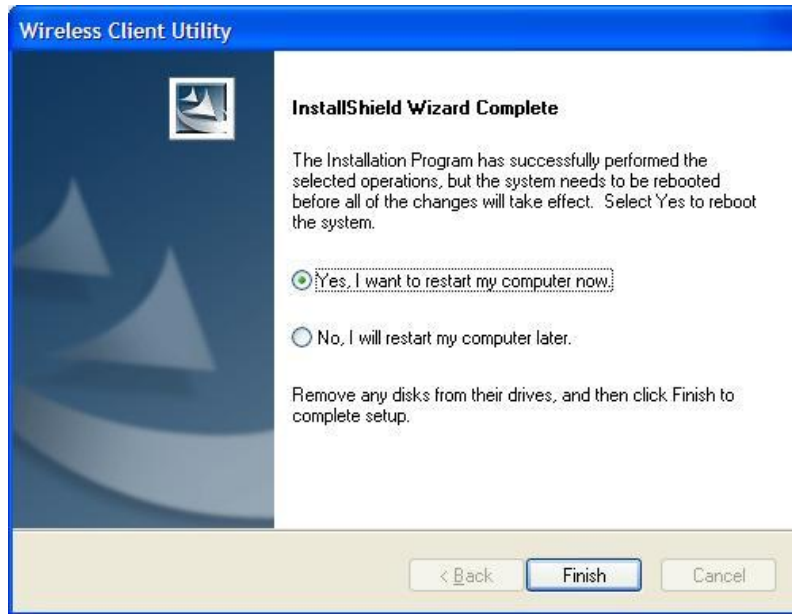 Wireless Client Utility
InstallShield Wizard Complete
The Installation Program has successfully performed the
selected operations, but the system needs to be rebooted
before all of the changes will take effect.  Select Yes to reboot
the system.
Yes, I want to restart my computer now.
No, I will restart my computer later.
Remove any disks from their drives, and then click Finish to
complete setup.
< Back
Finish
Cancel